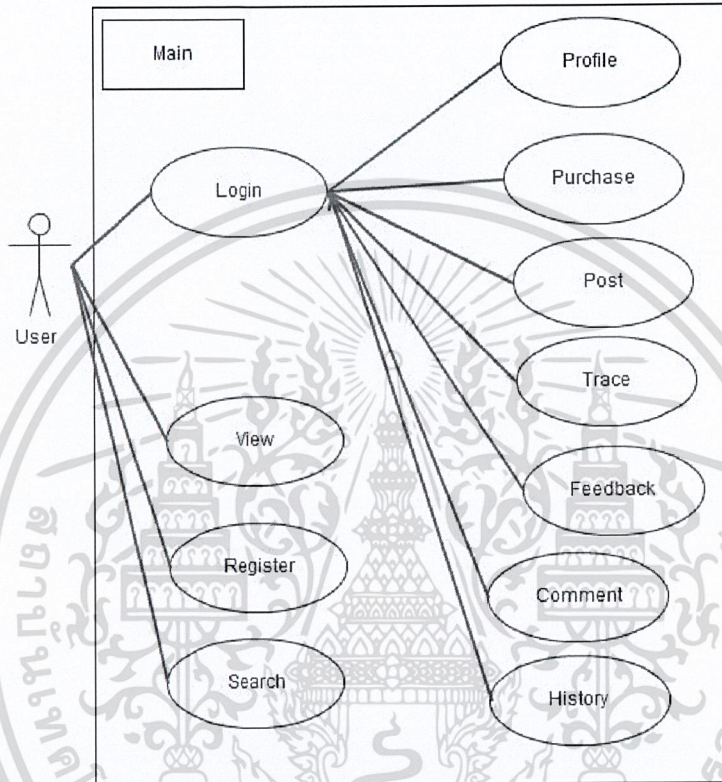 Main
Profile
Login
Purchase
User
Post
Trace
View
Feedback
Register
Comment
Search
History